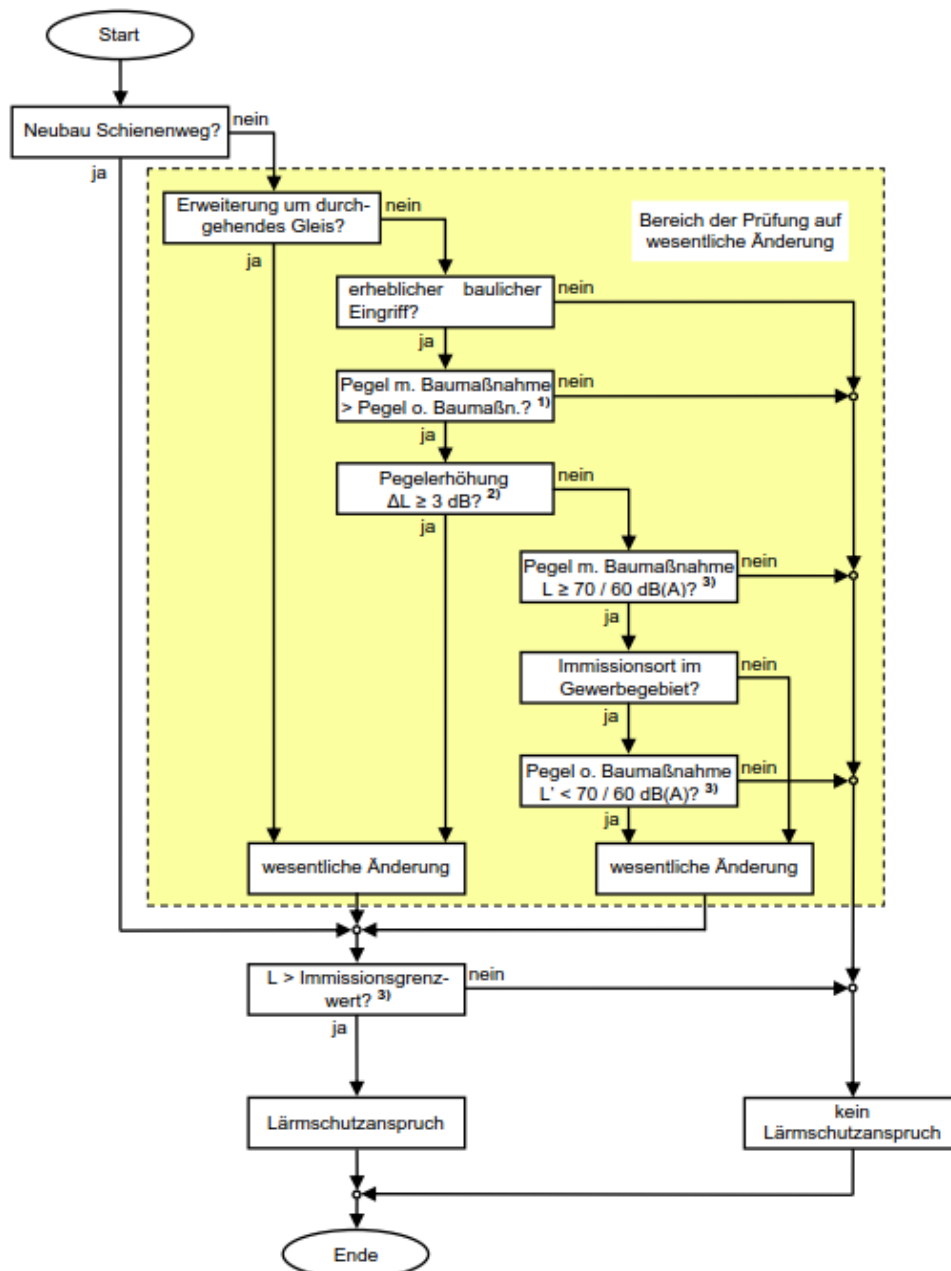 Start
Neubau Schienenweg?
nein
ja
Erweiterung um durch-
gehendes Gleis?
nein
ja
Bereich der Prüfung auf
wesentliche Änderung
erheblicher baulicher
Eingriff?
nein
ja
Pegel m. Baumaßnahme
> Pegel o. Baumaßn.? 1)
nein
ja
Pegelerhöhung
ΔL ≥ 3 dB? 2)
nein
ja
Pegel m. Baumaßnahme
L ≥ 70 / 60 dB(A)? 3)
nein
ja
Immissionsort im
Gewerbegebiet?
nein
ja
Pegel o. Baumaßnahme
L' < 70 / 60 dB(A)? 3)
nein
ja
wesentliche Änderung
wesentliche Änderung
L > Immissionsgrenz-
wert? 3)
nein
ja
Lärmschutzanspruch
kein
Lärmschutzanspruch
Ende